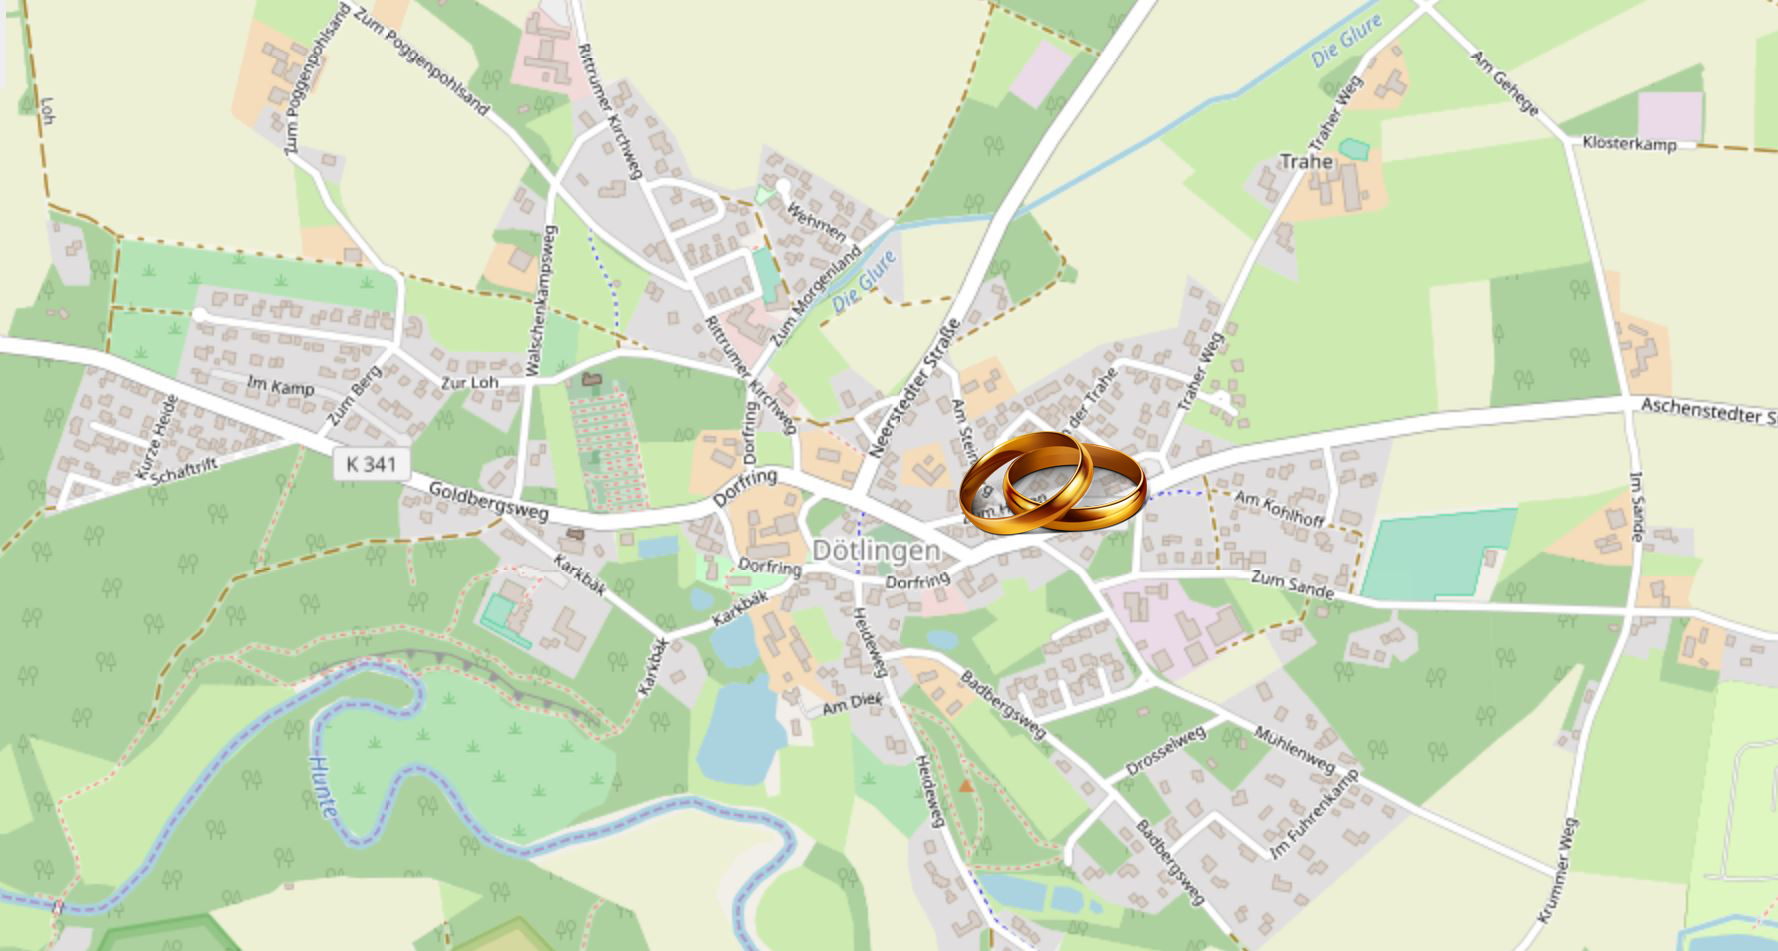 Zum Poggenpohlsand
Zum Poggenpohlsand
Rittrumer Kirchweg
Die Glure
Am Gehege
Loh
Traher Weg
Klosterkamp
Trahe
Wehmen
Walschenkampsweg
Zum Morgenland
Die Glure
Rittrumer Kirchweg
Neerstedter Straße
Traher Weg
Im Kamp
Zum Berg
Zur Loh
der Trahe
Aschenstedter S
Kurze Heide
Dorfring
Am Stein
Schaftrift
K 341
Goldbergsweg
Dorfring
Am Kohlhoff
Im Sande
Dötlingen
Karkbäk
Dorfring
Dorfring
Zum Sande
Karkbäk
Heideweg
Karkbäk
Badbergsweg
Am Diek
Drosselweg
Mühlenweg
Hunte
Heideweg
Im Fuhrenkamp
Badbergsweg
Krummer Weg